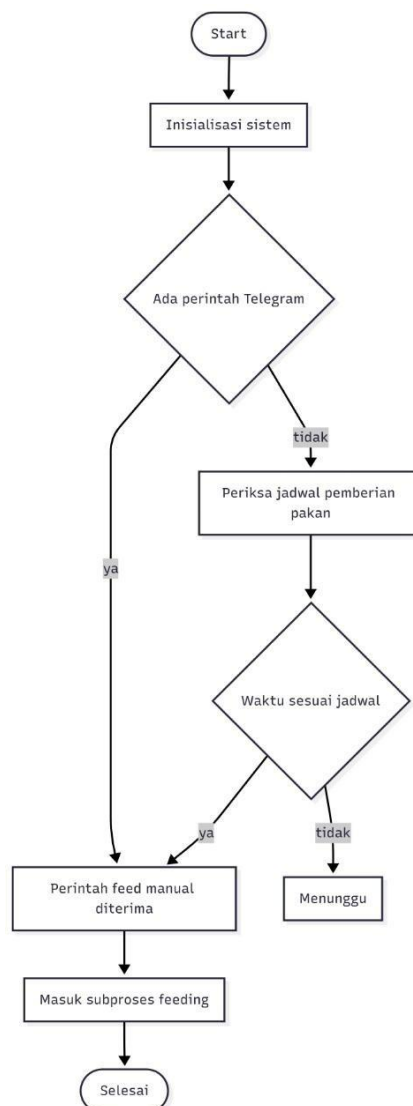 Start
Inisialisasi sistem
Ada perintah Telegram
tidak
Periksa jadwal pemberian
pakan
ya
Waktu sesuai jadwal
ya
tidak
Perintah feed manual
diterima
Menunggu
Masuk subproses feeding
Selesai